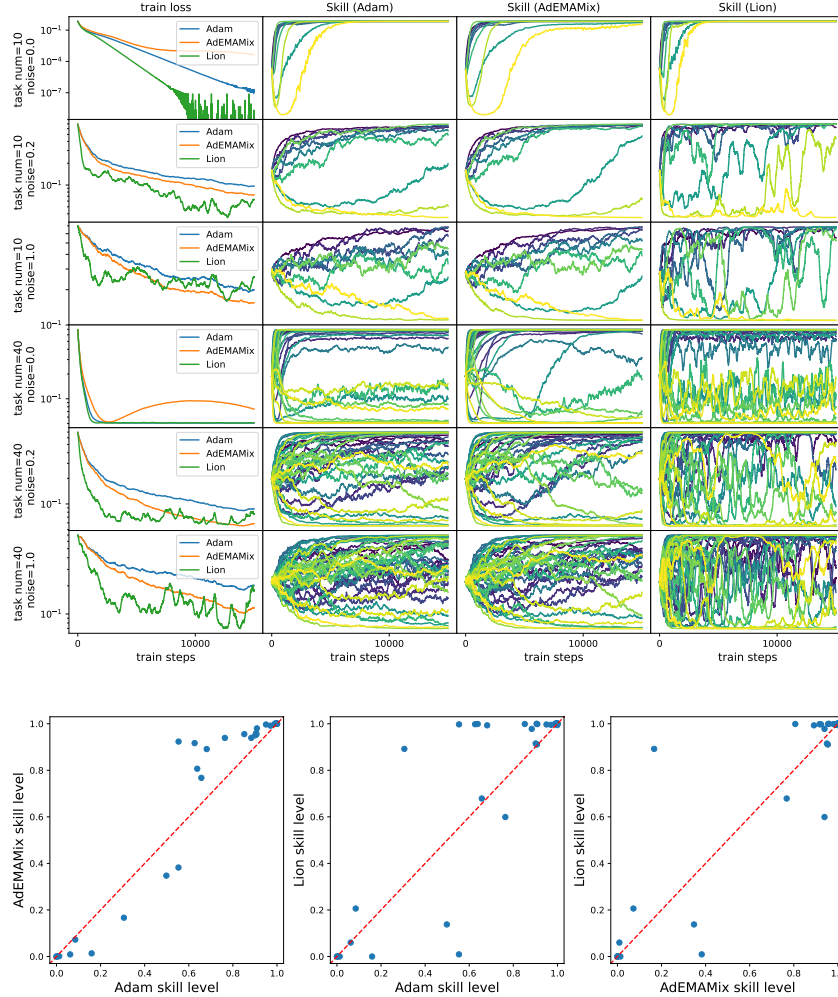 train loss
Skill (Adam)
Skill (AdEMAMix)
Skill (Lion)
task num=10
noise=0.0
10⁻¹
10⁻⁴
10⁻⁷
Adam
AdEMAMix
Lion
task num=10
noise=0.2
10⁻¹
Adam
AdEMAMix
Lion
task num=10
noise=1.0
10⁻¹
Adam
AdEMAMix
Lion
task num=40
noise=0.0
10⁻¹
Adam
AdEMAMix
Lion
task num=40
noise=0.2
10⁻¹
Adam
AdEMAMix
Lion
task num=40
noise=1.0
10⁻¹
Adam
AdEMAMix
Lion
0 10000
0 10000
0 10000
0 10000
train steps
train steps
train steps
train steps
AdEMAMix skill level
1.0
0.8
0.6
0.4
0.2
0.0
0.0 0.2 0.4 0.6 0.8 1.0
Adam skill level
Lion skill level
1.0
0.8
0.6
0.4
0.2
0.0
0.0 0.2 0.4 0.6 0.8 1.0
Adam skill level
Lion skill level
1.0
0.8
0.6
0.4
0.2
0.0
0.0 0.2 0.4 0.6 0.8 1.
AdEMAMix skill level